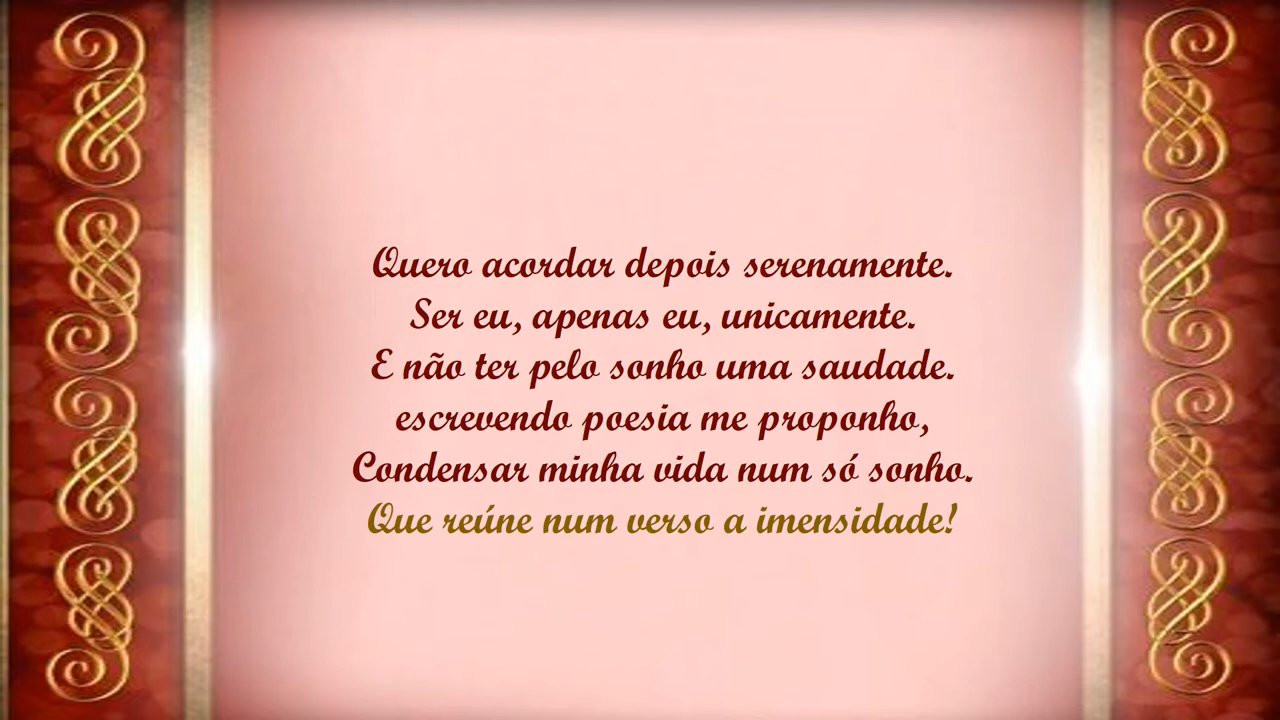 Quero acordar depois serenamente.
Ser eu, apenas eu, unicamente.
E não ter pelo sonho uma saudade.
escrevendo poesia me proponho,
Condensar minha vida num só sonho.
Que reúne num verso a imensidade!